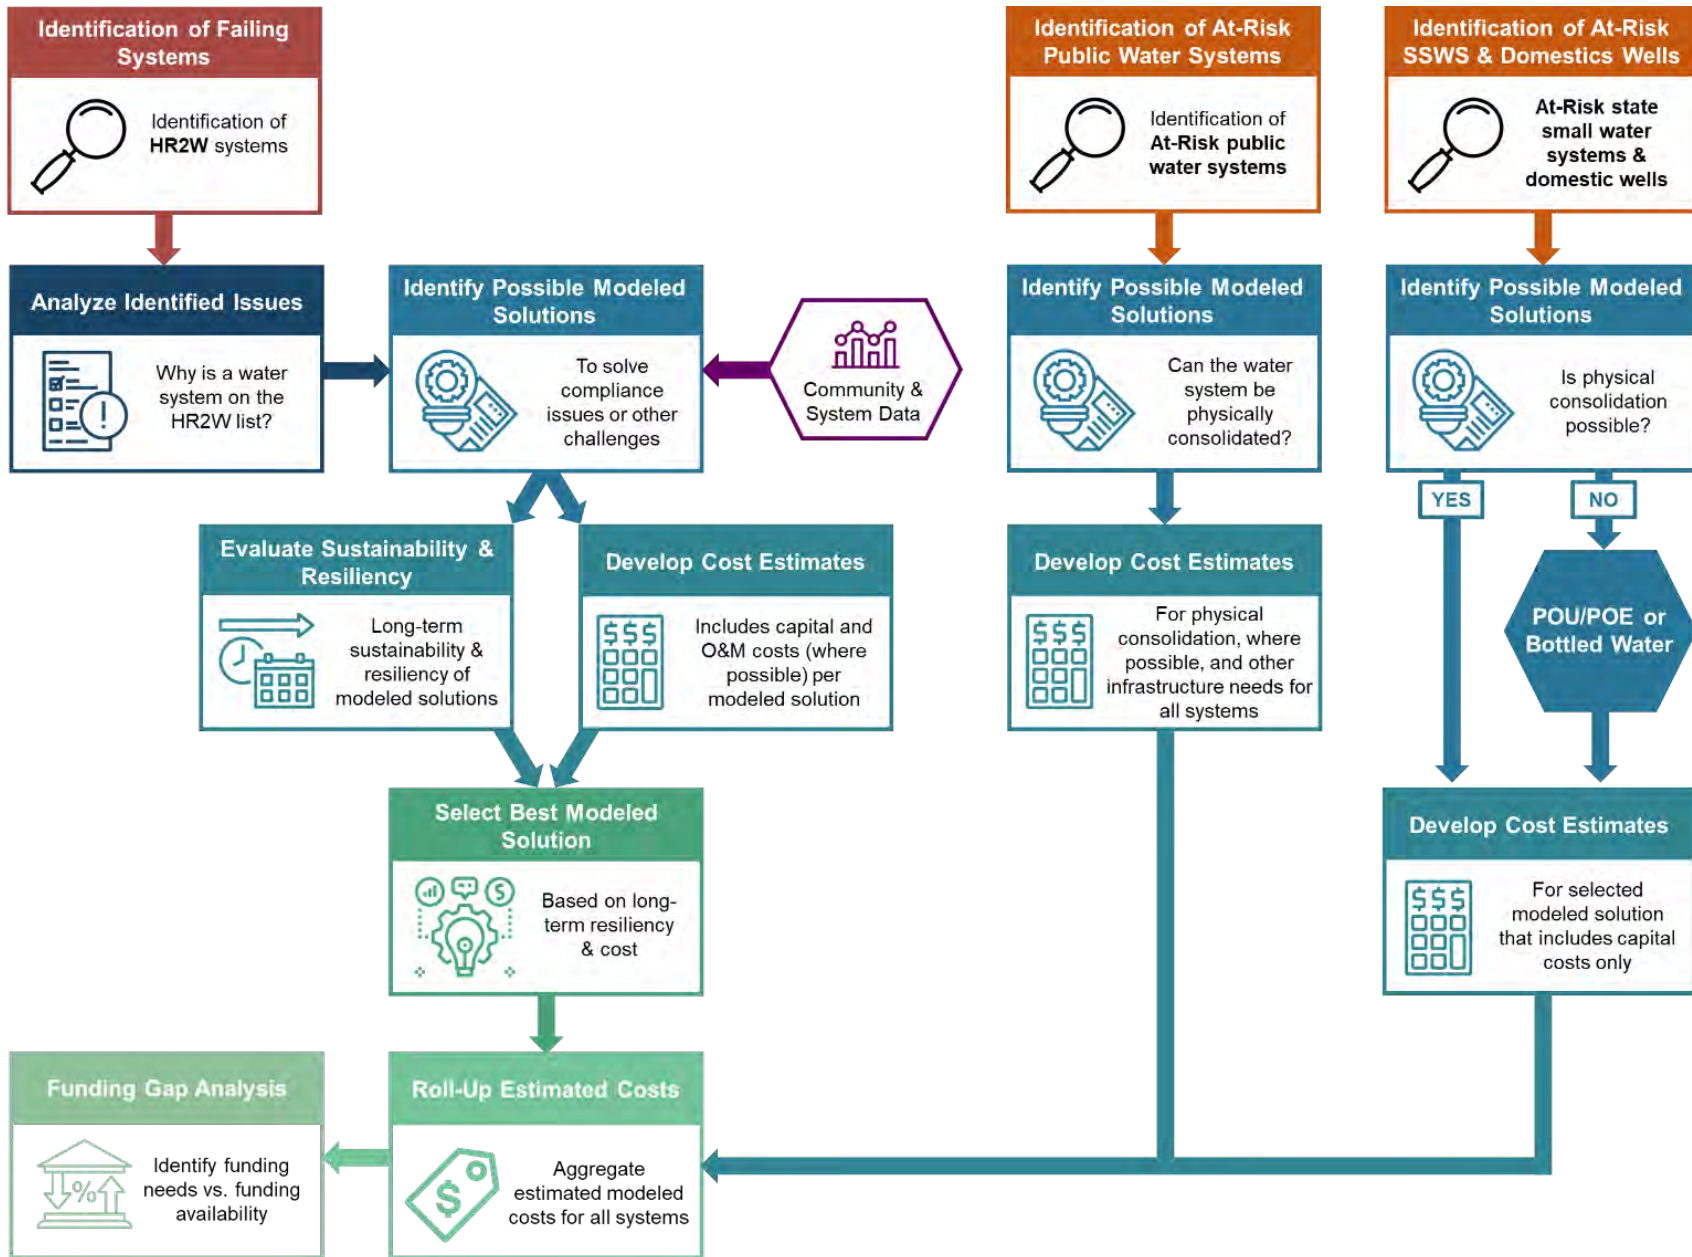 Identification of Failing
Systems
Identification of
HR2W systems
Identification of At-Risk
Public Water Systems
Identification of
At-Risk public
water systems
Identification of At-Risk
SSWS & Domestics Wells
At-Risk state
small water
systems &
domestic wells
Analyze Identified Issues
Why is a water
system on the
HR2W list?
Identify Possible Modeled
Solutions
To solve
compliance
issues or other
challenges
Community &
System Data
Identify Possible Modeled
Solutions
Can the water
system be
physically
consolidated?
Identify Possible Modeled
Solutions
Is physical
consolidation
possible?
YES
NO
Evaluate Sustainability &
Resiliency
Long-term
sustainability &
resiliency of
modeled solutions
Develop Cost Estimates
$$$
Includes capital and
O&M costs (where
possible) per
modeled solution
Develop Cost Estimates
$$$
For physical
consolidation, where
possible, and other
infrastructure needs for
all systems
POU/POE or
Bottled Water
Select Best Modeled
Solution
$
Based on long-
term resiliency
& cost
Develop Cost Estimates
$$$
For selected
modeled solution
that includes capital
costs only
Funding Gap Analysis
%
Identify funding
needs vs. funding
availability
Roll-Up Estimated Costs
$
Aggregate
estimated modeled
costs for all systems